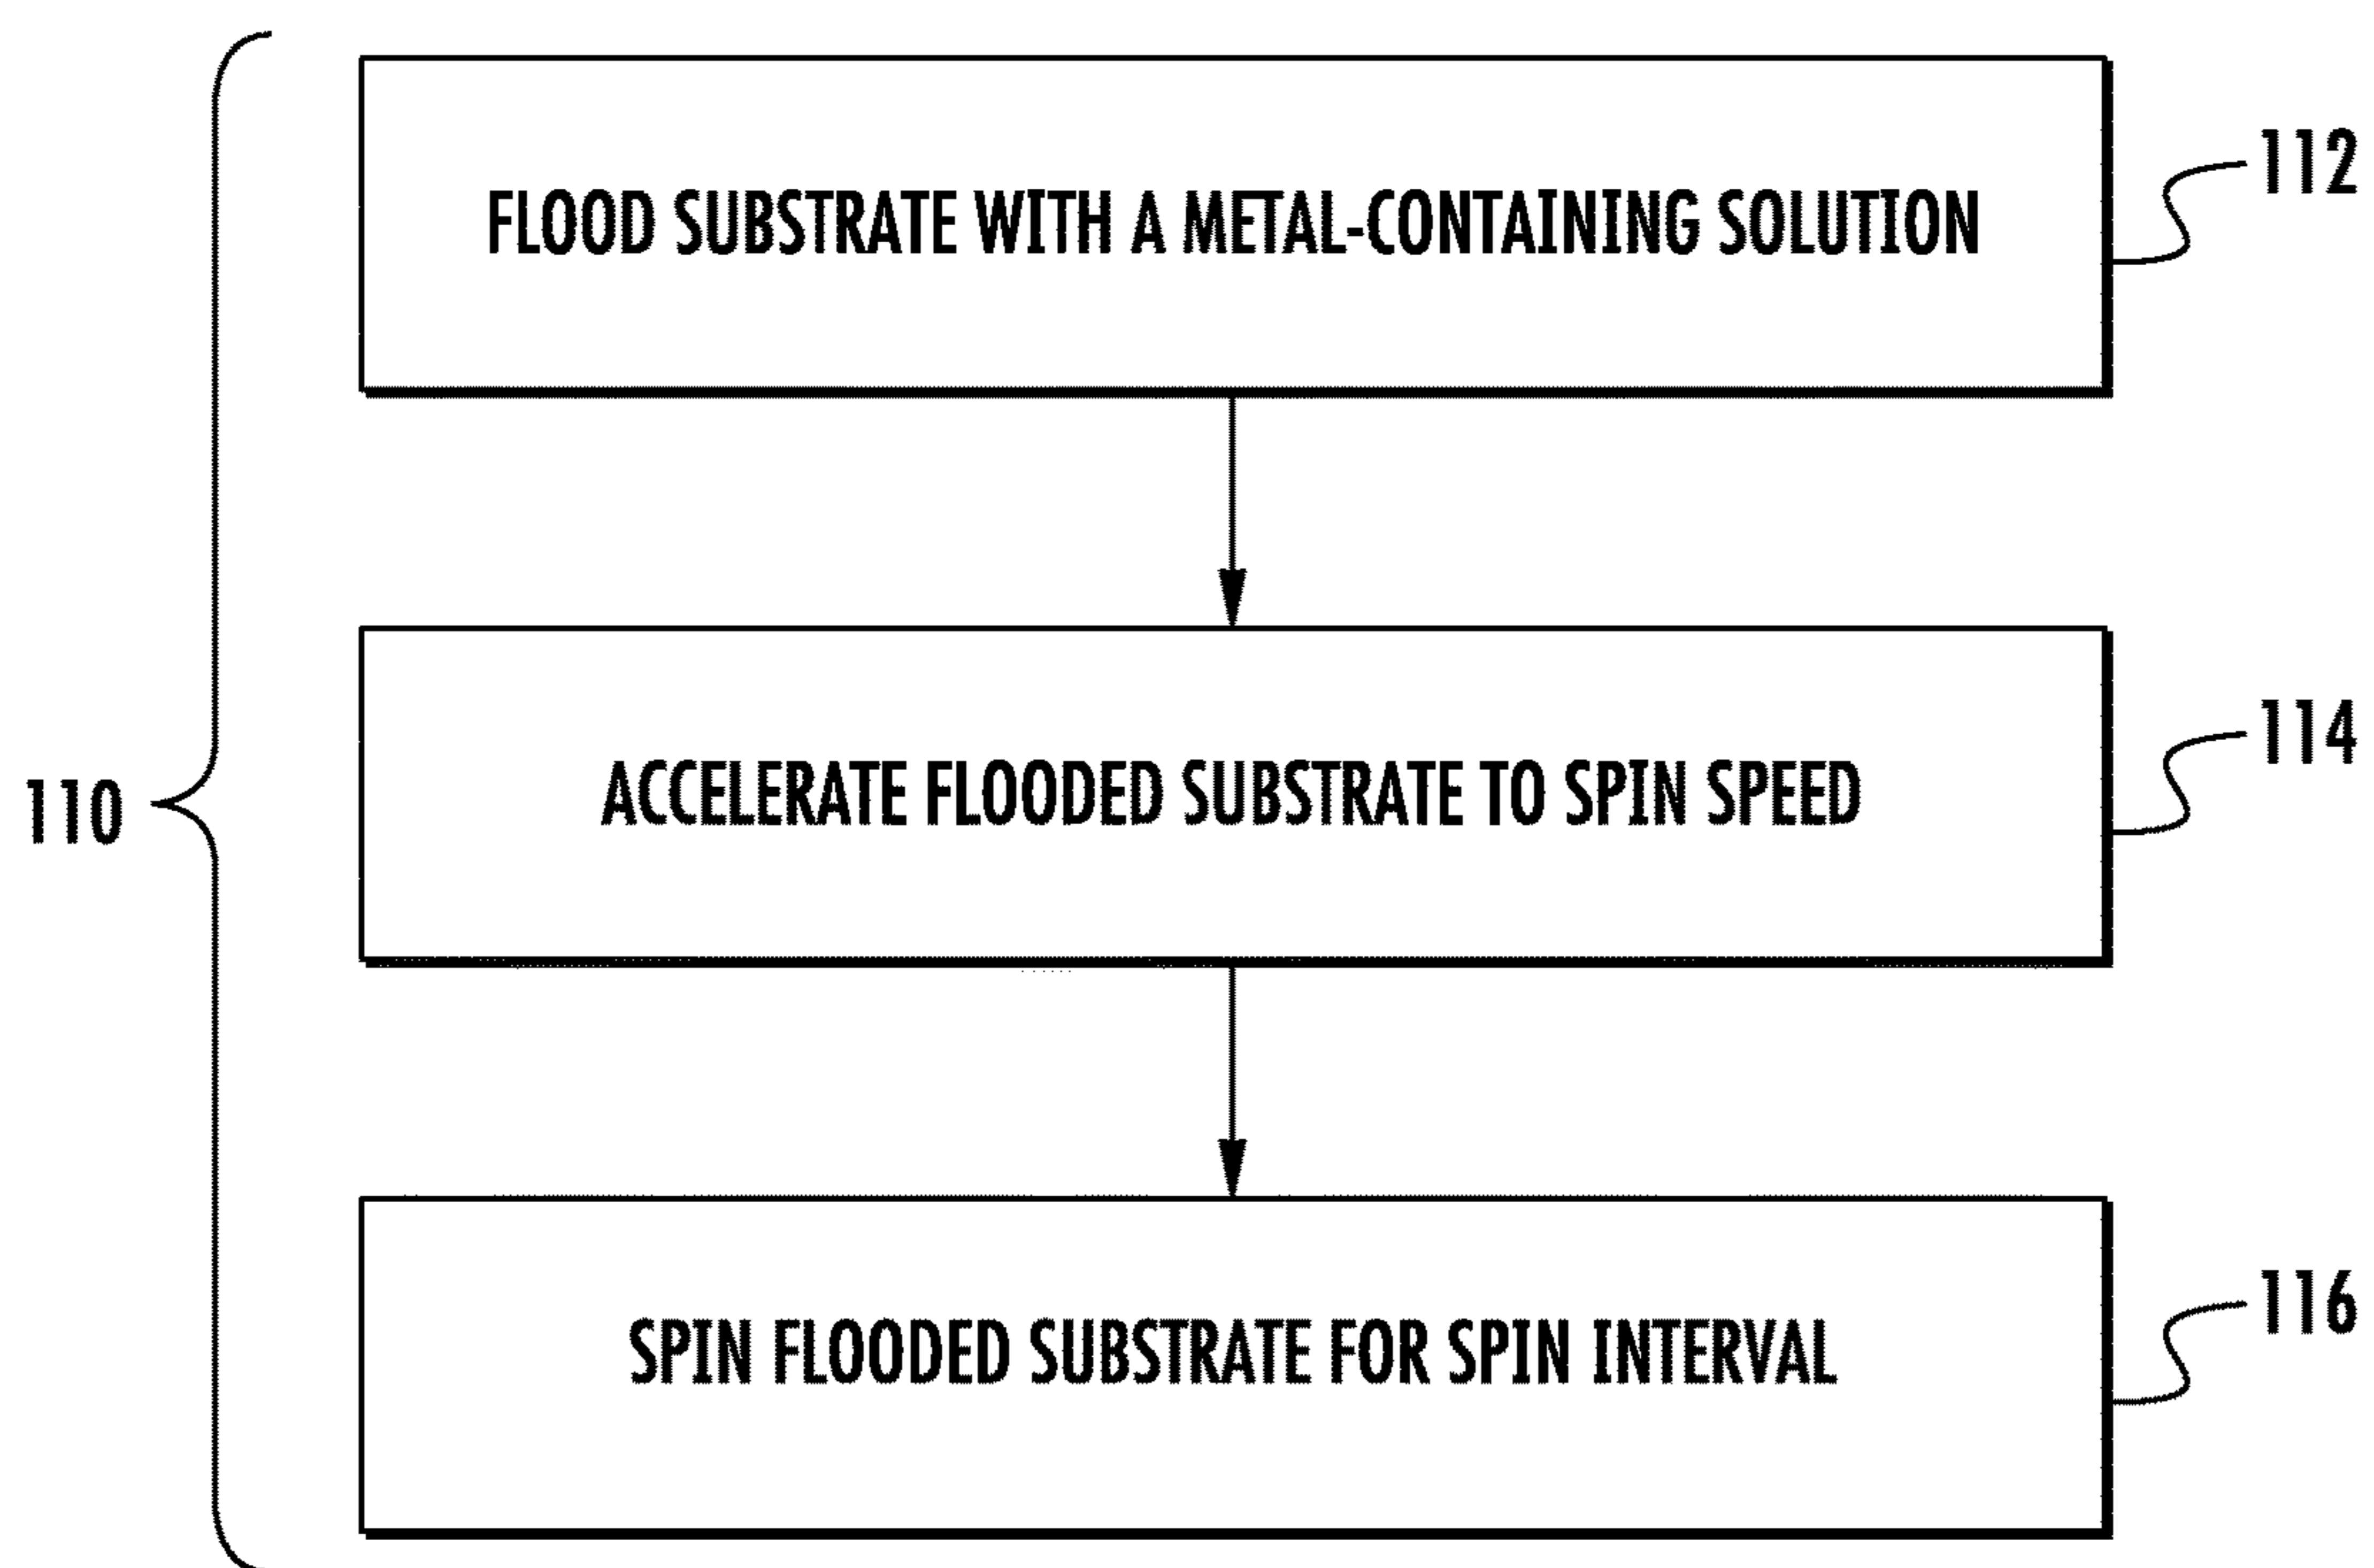 FLOOD SUBSTRATE WITH A METAL-CONTAINING SOLUTION
112
ACCELERATE FLOODED SUBSTRATE TO SPIN SPEED
114
110
SPIN FLOODED SUBSTRATE FOR SPIN INTERVAL
116